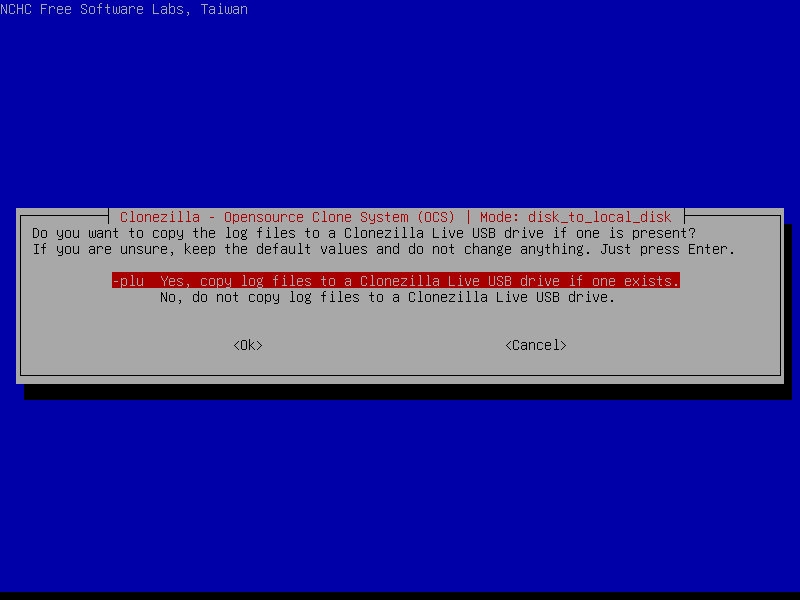 NCHC Free Software Labs, Taiwan
Clonezilla - Opensource Clone System (OCS) | Mode: disk_to_local_disk
Do you want to copy the log files to a Clonezilla Live USB drive if one is present?
If you are unsure, keep the default values and do not change anything. Just press Enter.
-plu  Yes, copy log files to a Clonezilla Live USB drive if one exists.
No, do not copy log files to a Clonezilla Live USB drive.
<Ok> <Cancel>